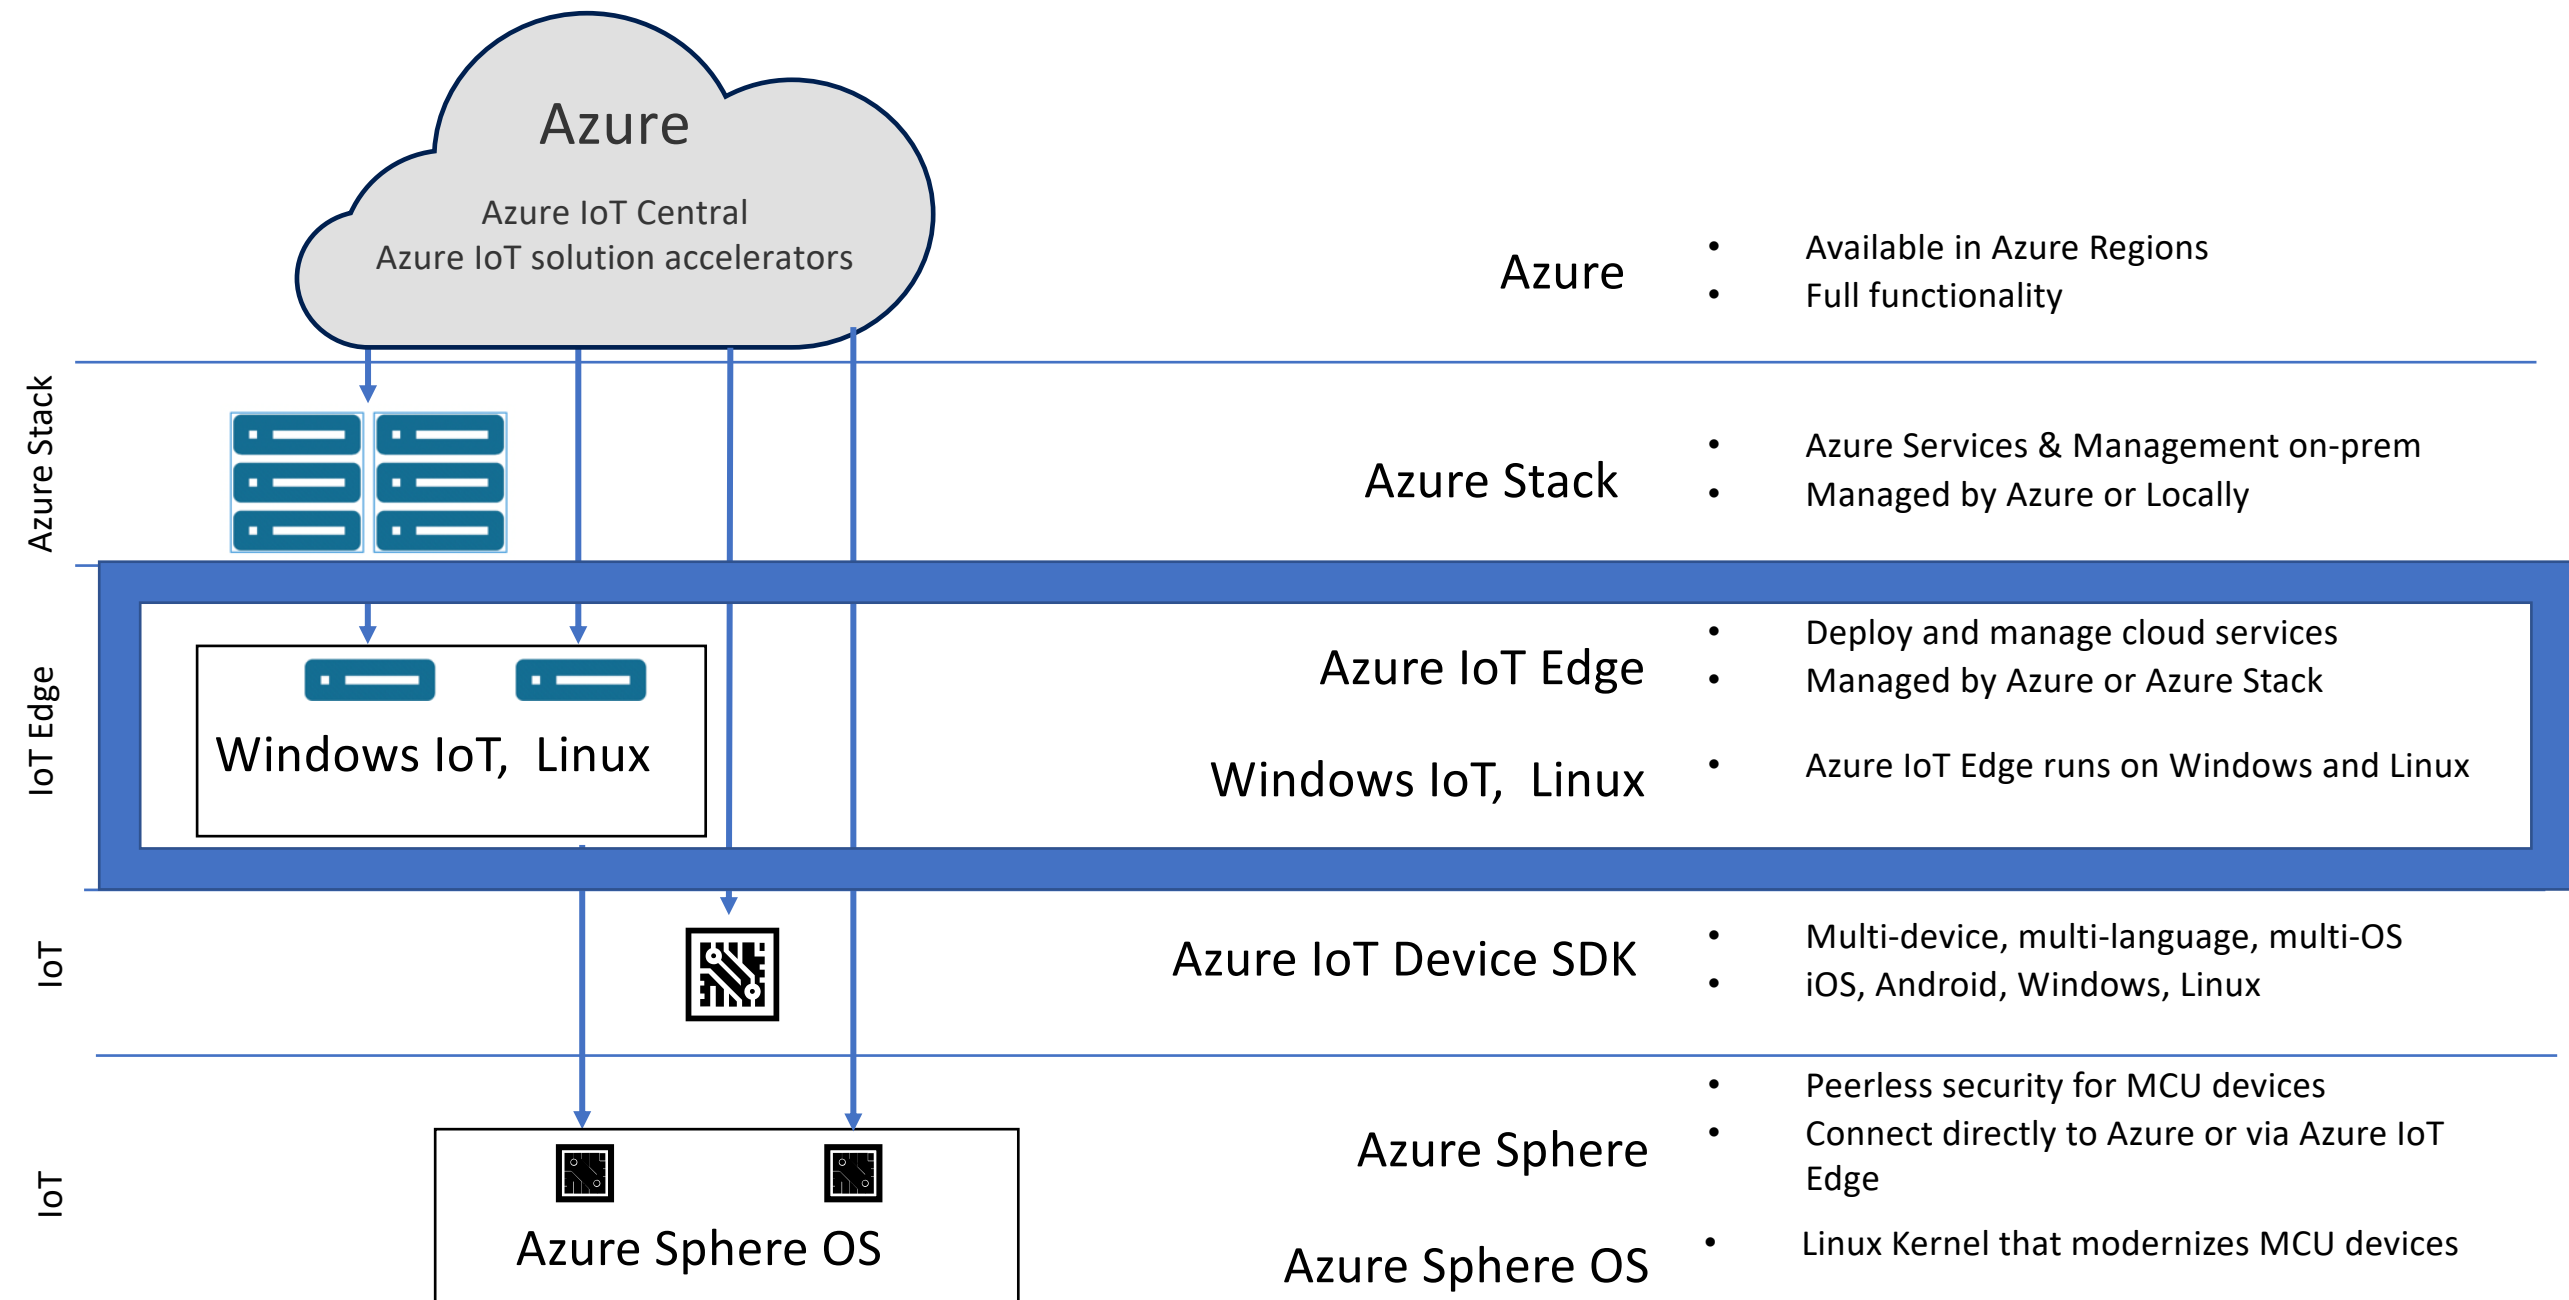 Azure
Azure IoT Central
Azure IoT solution accelerators
Azure
• Available in Azure Regions
• Full functionality
Azure Stack
Azure Stack
• Azure Services & Management on-prem
• Managed by Azure or Locally
IoT Edge
Windows IoT, Linux
Azure IoT Edge
• Deploy and manage cloud services
• Managed by Azure or Azure Stack
Windows IoT, Linux
• Azure IoT Edge runs on Windows and Linux
IoT
Azure IoT Device SDK
• Multi-device, multi-language, multi-OS
• iOS, Android, Windows, Linux
IoT
Azure Sphere OS
Azure Sphere
• Peerless security for MCU devices
• Connect directly to Azure or via Azure IoT
Edge
Azure Sphere OS
• Linux Kernel that modernizes MCU devices